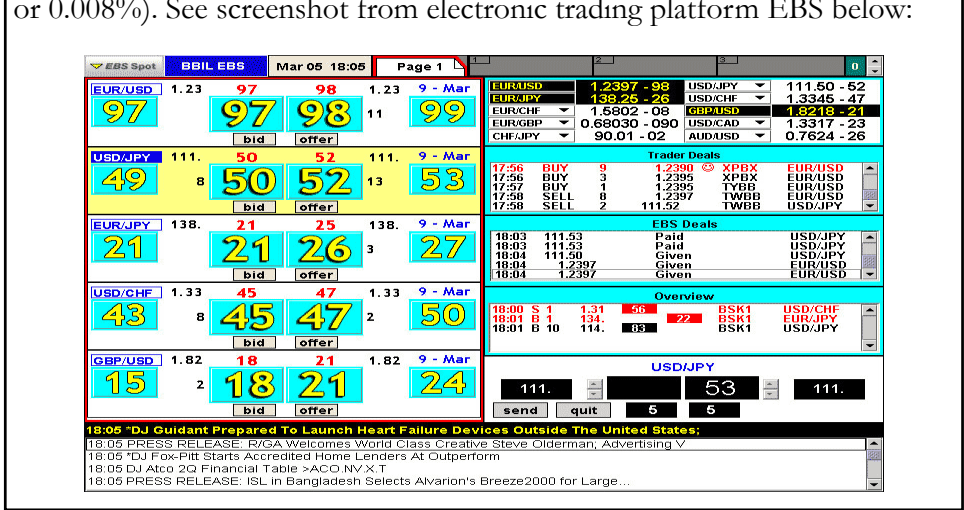 or 0.008%). See screenshot from electronic trading platform EBS below:
EBS Spot BBIL EBS Mar 05 18:05 Page 1 1 2 3 0
EUR/USD 1.23 97 98 1.23 9 - Mar
97 97 98 11 99
bid offer
USD/JPY 111. 50 52 111. 9 - Mar
49 8 50 52 13 53
bid offer
EUR/JPY 138. 21 25 138. 9 - Mar
21 21 26 3 27
bid offer
USD/CHF 1.33 45 47 1.33 9 - Mar
43 8 45 47 2 50
bid offer
GBP/USD 1.82 18 21 1.82 9 - Mar
15 2 18 21 24
bid offer
EUR/USD 1.2397 - 98 USD/JPY 111.50 - 52
EUR/JPY 138.25 - 26 USD/CHF 1.3345 - 47
EUR/CHF 1.5802 - 08 GBP/USD 1.8218 - 21
EUR/GBP 0.68030 - 090 USD/CAD 1.3317 - 23
CHF/JPY 90.01 - 02 AUD/USD 0.7624 - 26
Trader Deals
17:56 BUY 9 1.2390 XPBX EUR/USD
17:56 BUY 3 1.2395 XPBX EUR/USD
17:57 BUY 1 1.2395 TYBB EUR/USD
17:58 SELL 8 1.2397 TWBB EUR/USD
17:58 SELL 2 111.52 TWBB USD/JPY
EBS Deals
18:03 111.53 Paid USD/JPY
18:03 111.53 Paid USD/JPY
18:04 111.50 Given USD/JPY
18:04 1.2397 Given EUR/USD
18:04 1.2397 Given EUR/USD
Overview
18:00 S 1 1.31 56 BSK1 USD/CHF
18:01 B 1 134. 22 BSK1 EUR/JPY
18:01 B 10 114. 83 BSK1 USD/JPY
USD/JPY
111. 53 111.
send quit 5 5
18:05 *DJ Guidant Prepared To Launch Heart Failure Devices Outside The United States;
18:05 PRESS RELEASE: R/GA Welcomes World Class Creative Steve Olderman; Advertising V
18:05 *DJ Fox-Pitt Starts Accredited Home Lenders At Outperform
18:05 DJ Atco 2Q Financial Table >ACO.NV.X.T
18:05 PRESS RELEASE: ISL in Bangladesh Selects Alvarion's Breeze2000 for Large...